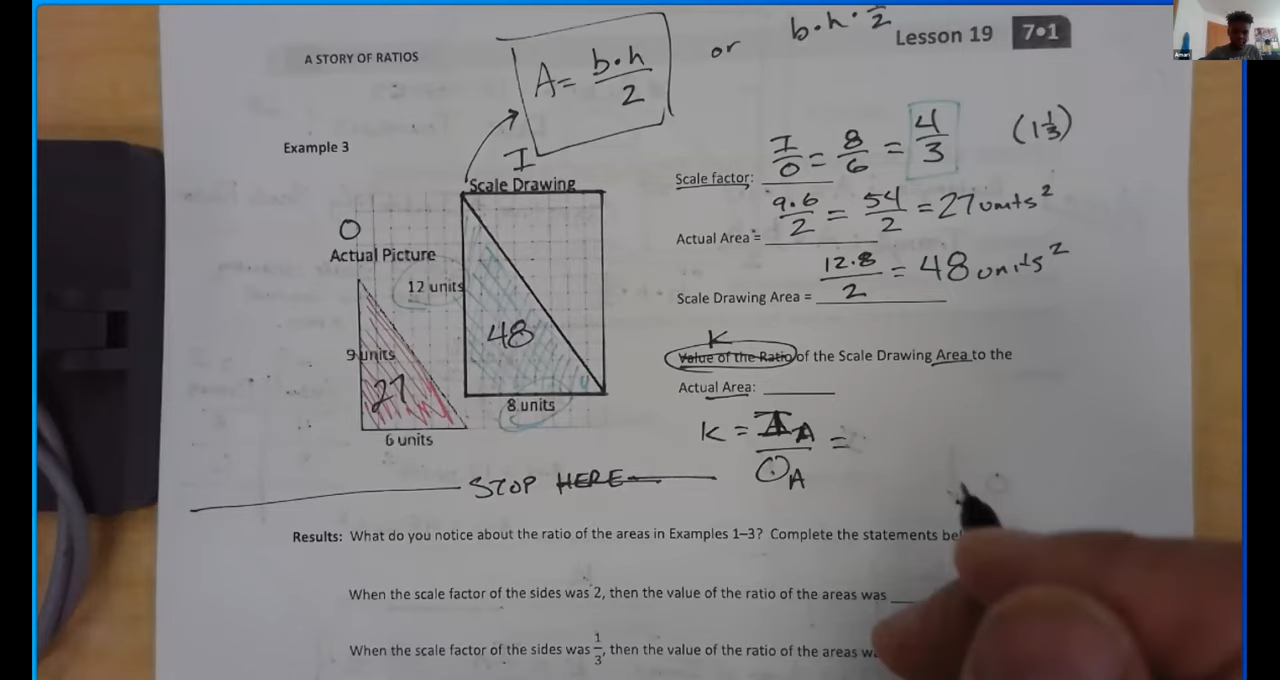 b·h·1/2
A STORY OF RATIOS
A = b·h/2
or
Lesson 19 7•1
Example 3
I
Scale Drawing
Scale factor: I/O = 8/6 = 4/3 (1 1/3)
O
Actual Picture
Actual Area = 9·6/2 = 54/2 = 27 units²
12 units
Scale Drawing Area = 12·8/2 = 48 units²
48
K
Value of the Ratio of the Scale Drawing Area to the
9 units
Actual Area:
27
8 units
6 units
K = I_A/O_A =
STOP HERE
Results: What do you notice about the ratio of the areas in Examples 1–3? Complete the statements
When the scale factor of the sides was 2, then the value of the ratio of the areas was
When the scale factor of the sides was 1/3, then the value of the ratio of the areas
Amari